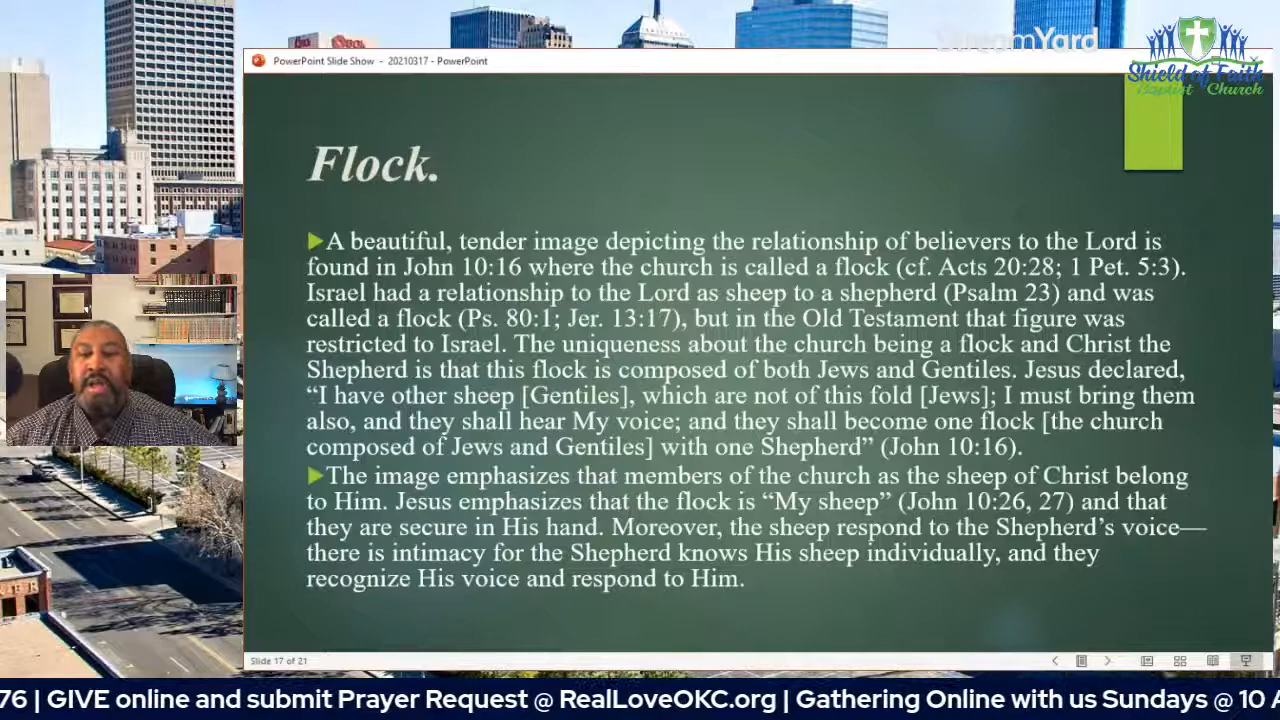 StreamYard
Shield of Faith
Baptist Church
PowerPoint Slide Show - 20210317 - PowerPoint
Flock.
A beautiful, tender image depicting the relationship of believers to the Lord is
found in John 10:16 where the church is called a flock (cf. Acts 20:28; 1 Pet. 5:3).
Israel had a relationship to the Lord as sheep to a shepherd (Psalm 23) and was
called a flock (Ps. 80:1; Jer. 13:17), but in the Old Testament that figure was
restricted to Israel. The uniqueness about the church being a flock and Christ the
Shepherd is that this flock is composed of both Jews and Gentiles. Jesus declared,
“I have other sheep [Gentiles], which are not of this fold [Jews]; I must bring them
also, and they shall hear My voice; and they shall become one flock [the church
composed of Jews and Gentiles] with one Shepherd” (John 10:16).
The image emphasizes that members of the church as the sheep of Christ belong
to Him. Jesus emphasizes that the flock is “My sheep” (John 10:26, 27) and that
they are secure in His hand. Moreover, the sheep respond to the Shepherd’s voice—
there is intimacy for the Shepherd knows His sheep individually, and they
recognize His voice and respond to Him.
Slide 17 of 21
76 | GIVE online and submit Prayer Request @ RealLoveOKC.org | Gathering Online with us Sundays @ 10 A